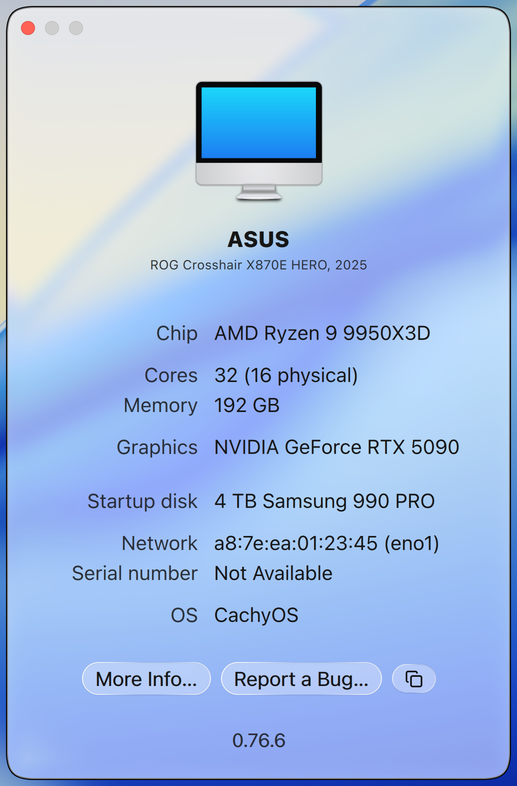 ASUS
ROG Crosshair X870E HERO, 2025
Chip AMD Ryzen 9 9950X3D
Cores 32 (16 physical)
Memory 192 GB
Graphics NVIDIA GeForce RTX 5090
Startup disk 4 TB Samsung 990 PRO
Network a8:7e:ea:01:23:45 (eno1)
Serial number Not Available
OS CachyOS
More Info... Report a Bug...
0.76.6